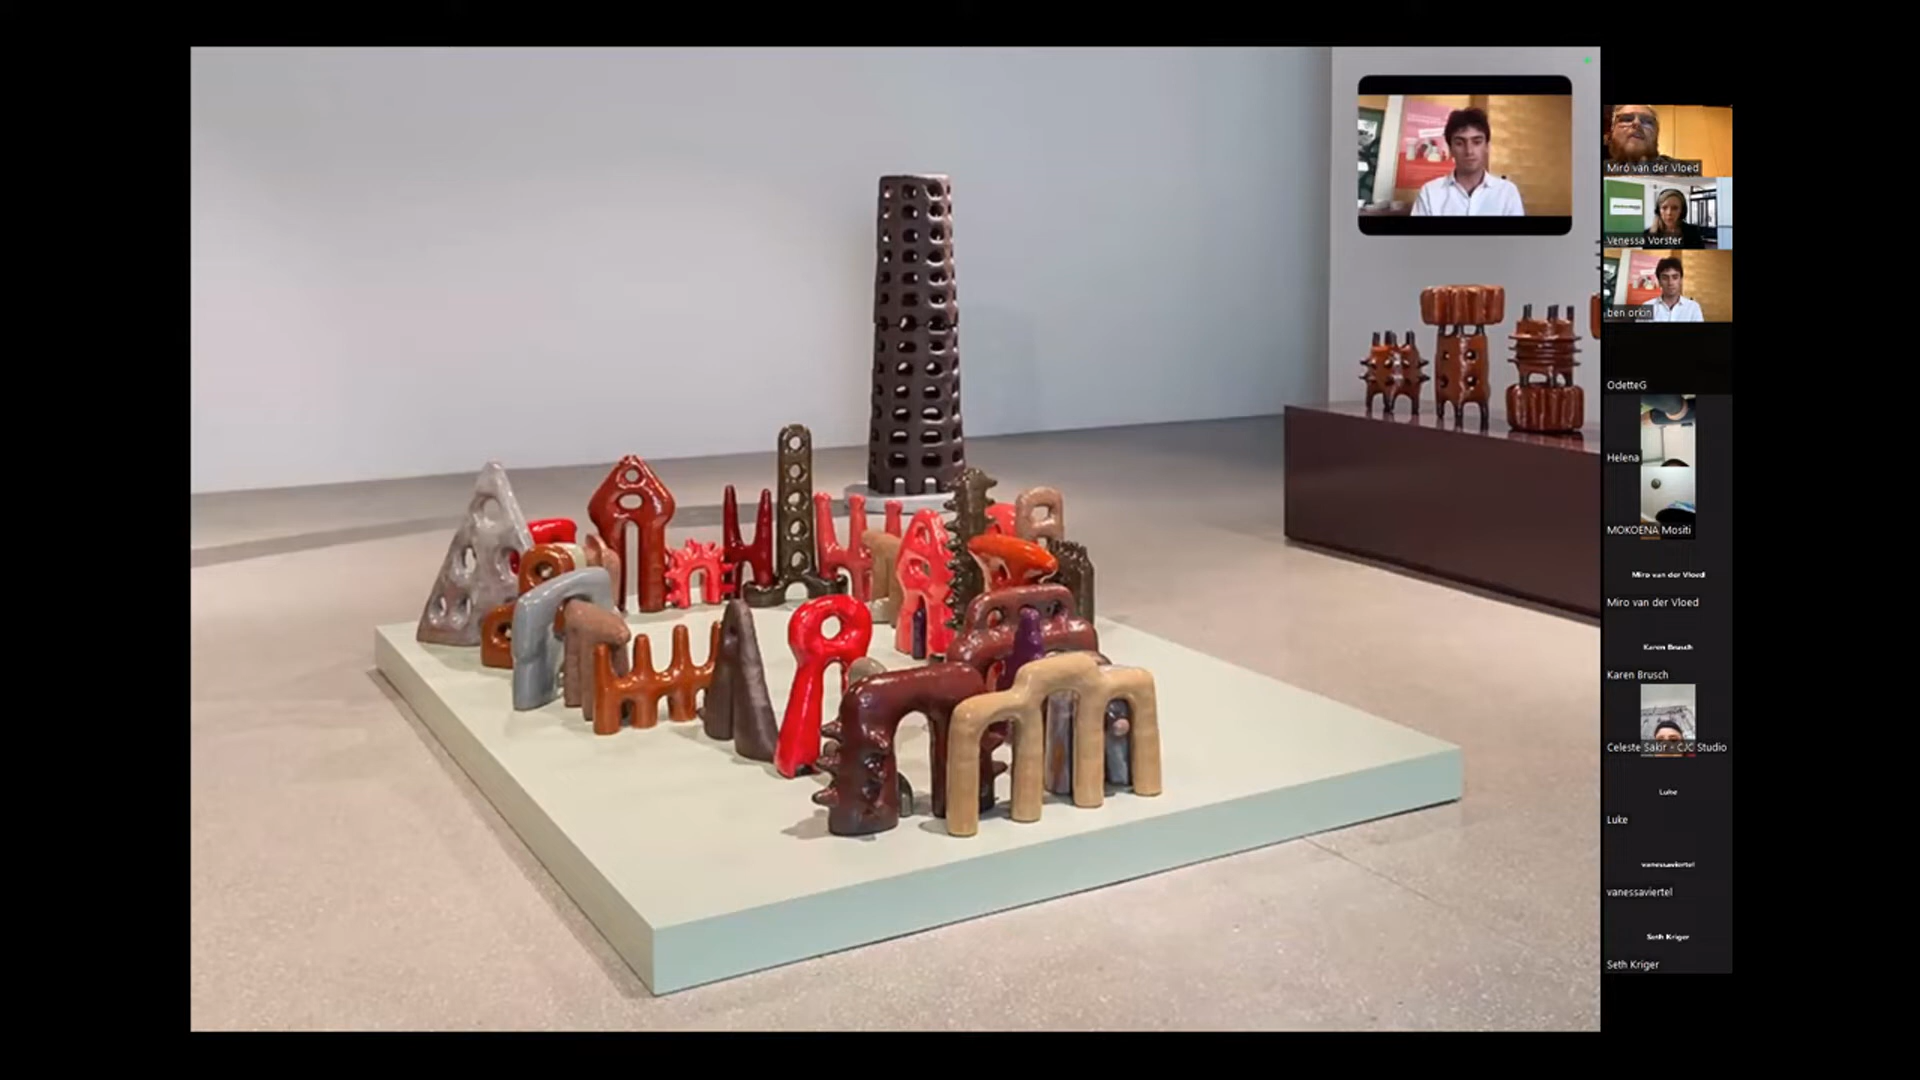 Miró van der Vloed
Venessa Vorster
ben orkin
OdetteG
Helena
MOKOENA Mositi
Miro van der Vloed
Miro van der Vloed
Karen Brusch
Karen Brusch
Celeste Sakir - CJC Studio
Luke
Luke
vanessaviertel
vanessaviertel
Seth Kriger
Seth Kriger